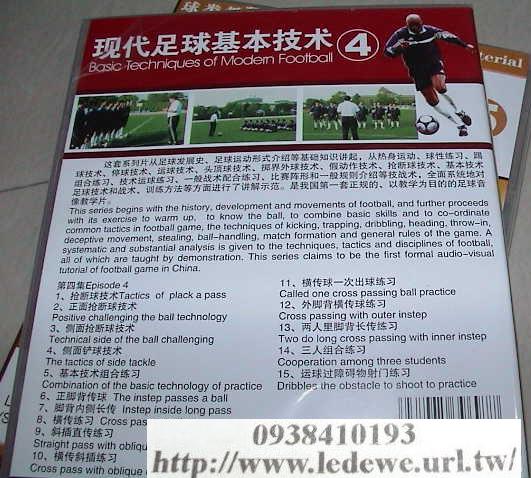 球类教
现代足球基本技术 4
Basic Techniques of Modern Football
terial
这套系列片从足球发展史、足球运动形式介绍等基础知识讲起，从热身运动、球性练习、踢
球技术、停球技术、运球技术、头顶球技术、掷界外球技术、假动作技术、抢断球技术、基本技术
组合练习、技术运球练习、一般战术配合练习、比赛阵形和一般规则介绍等技战术，全面系统地对
足球技术和战术、训练方法等方面进行了讲解示范。是我国第一套正规的、以教学为目的的足球音
像教学片。
This series begins with the history, development and movements of football, and further proceeds
with its exercise to warm up, to know the ball, to combine basic skills and to co-ordinate
common tactics in football game, the techniques of kicking, trapping, dribbling, heading, throw-in,
deceptive movement, stealing, ball-handling, match formation and general rules of the game. A
systematic and substantial analysis is given to the techniques, tactics and disciplines of football,
all of which are taught by demonstration. This series claims to be the first formal audio-visual
tutorial of football game in China.
第四集Episode 4
1、抢断球技术Tactics of plack a pass
2、正面抢断球技术
Positive challenging the ball technology
3、侧面抢断球技术
Technical side of the ball challenging
4、侧面铲球技术
The tactics of side tackle
5、基本技术组合练习
Combination of the basic technology of practice
6、正脚背传球 The instep passes a ball
7、脚背内侧长传 Instep inside long pass
8、横传练习 Cross pass
9、斜插直传练习
Straight pass with obliqu
10、横传斜插练习
Cross pass with oblique
11、横传球一次出球练习
Called one cross passing ball practice
12、外脚背横传球练习
Cross passing with outer instep
13、两人里脚背长传练习
Two do long cross passing with inner instep
14、三人组合练习
Cooperation among three students
15、运球过障碍物射门练习
Dribbles the obstacle to shoot to practice
0938410193
http://www.ledewe.url.tw/